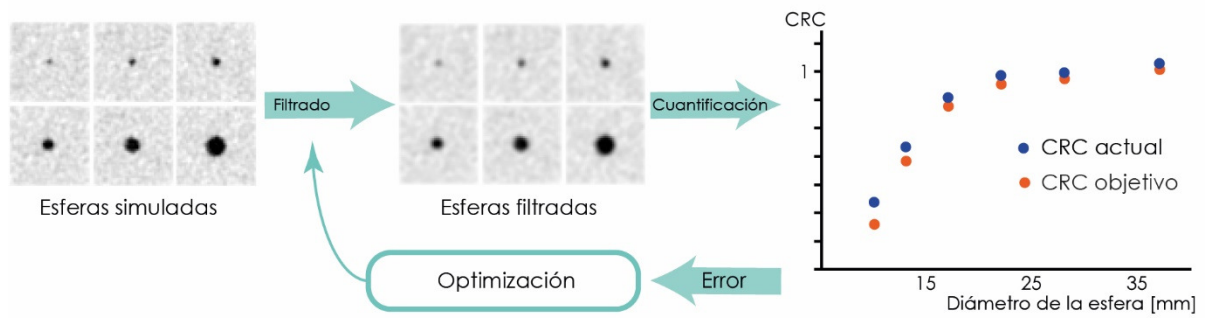 CRC
1
Filtrado
Cuantificación
CRC actual
CRC objetivo
Esferas simuladas
Esferas filtradas
Optimización
Error
15
25
35
Diámetro de la esfera [mm]